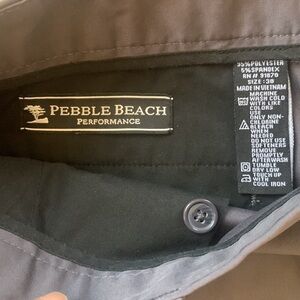 PEBBLE BEACH
PERFORMANCE
95%POLYESTER
5%SPANDEX
RN# 91870
SIZE:38
MADE IN VIETNAM
MACHINE
WASH COLD
WITH LIKE
COLORS
USE
ONLY NON-
CHLORINE
BLEACH
WHEN
NEEDED
DO NOT USE
SOFTENERS
REMOVE
PROMPTLY
AFTERWASH
TUMBLE
DRY LOW
TOUCH UP
WITH
COOL IRON